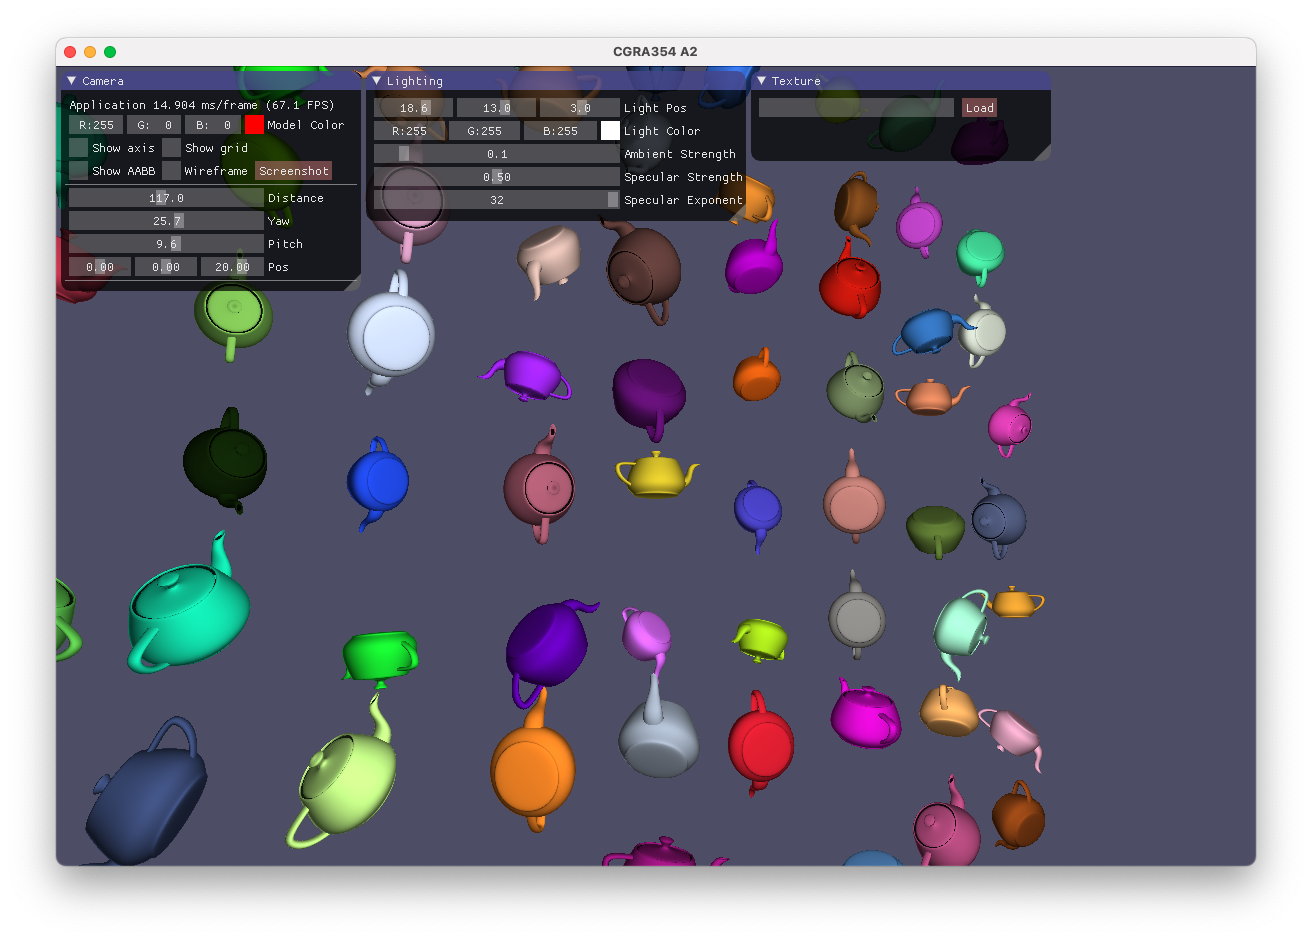 CGRA354 A2
Camera
Application 14.904 ms/frame (67.1 FPS)
R:255 G: 0 B: 0 Model Color
Show axis Show grid
Show AABB Wireframe Screenshot
117.0 Distance
25.7 Yaw
9.6 Pitch
0.00 0.00 20.00 Pos
Lighting
18.6 13.0 3.0 Light Pos
R:255 G:255 B:255 Light Color
0.1 Ambient Strength
0.50 Specular Strength
32 Specular Exponent
Texture
Load